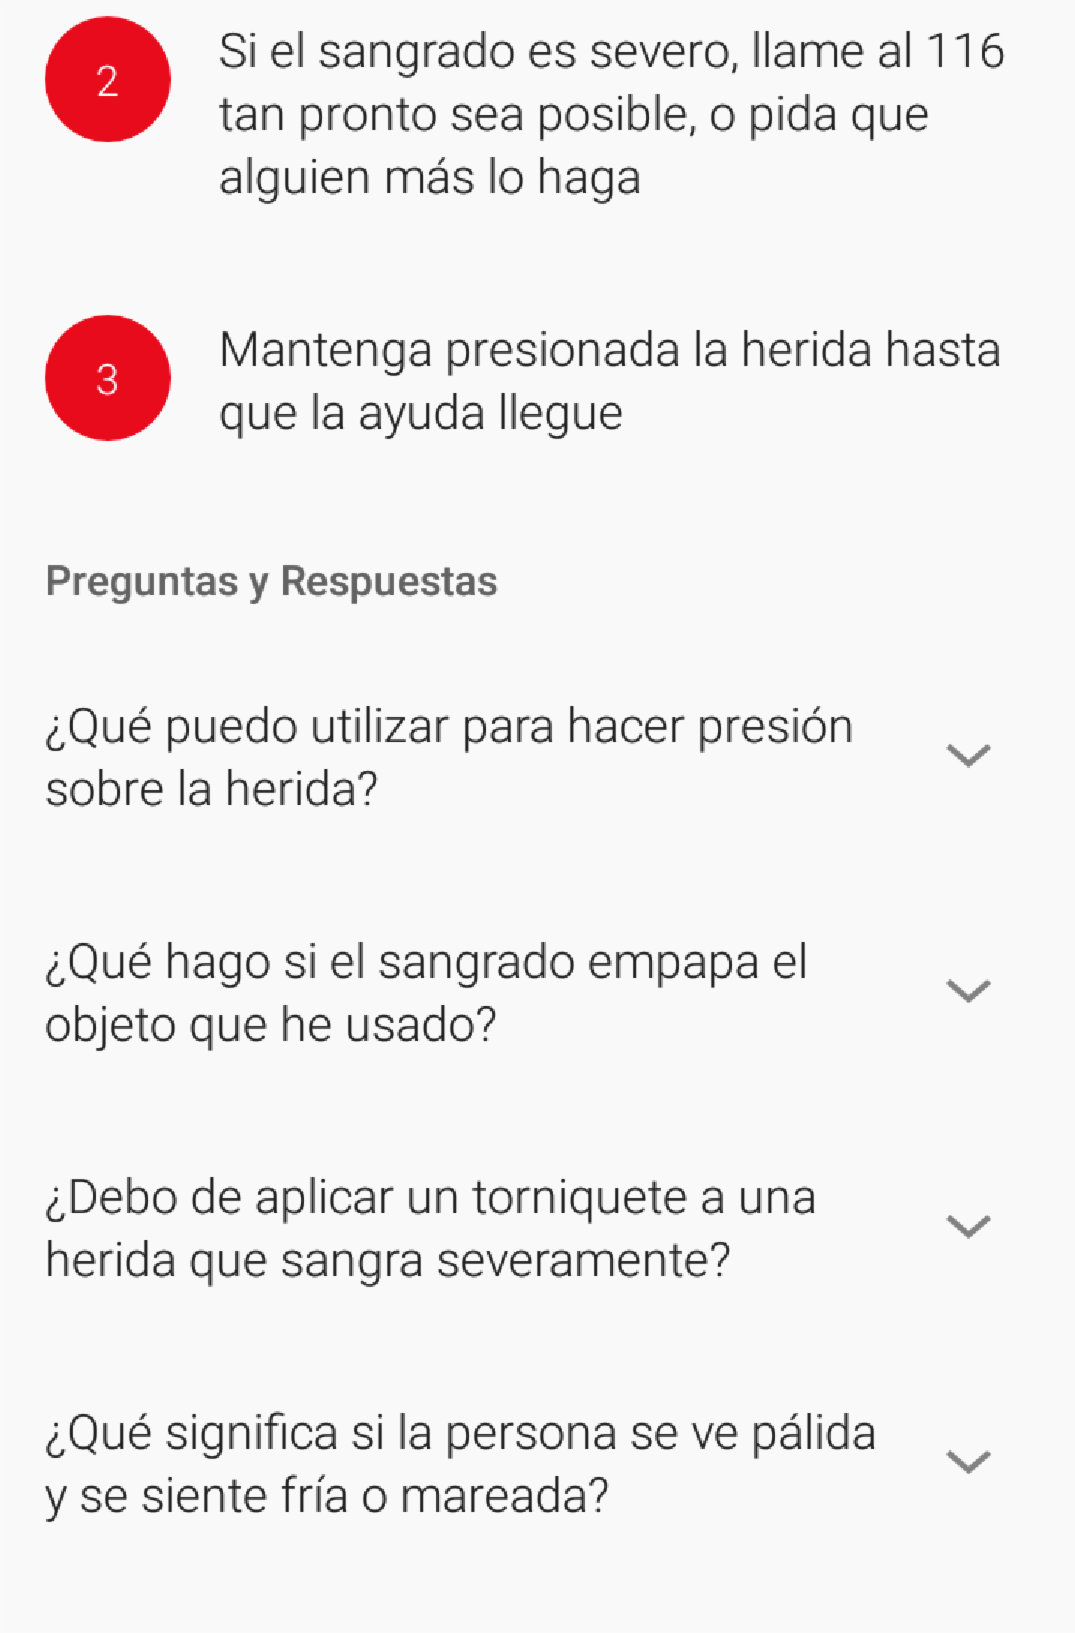 2
Si el sangrado es severo, llame al 116
tan pronto sea posible, o pida que
alguien más lo haga
3
Mantenga presionada la herida hasta
que la ayuda llegue
Preguntas y Respuestas
¿Qué puedo utilizar para hacer presión
sobre la herida?
¿Qué hago si el sangrado empapa el
objeto que he usado?
¿Debo de aplicar un torniquete a una
herida que sangra severamente?
¿Qué significa si la persona se ve pálida
y se siente fría o mareada?